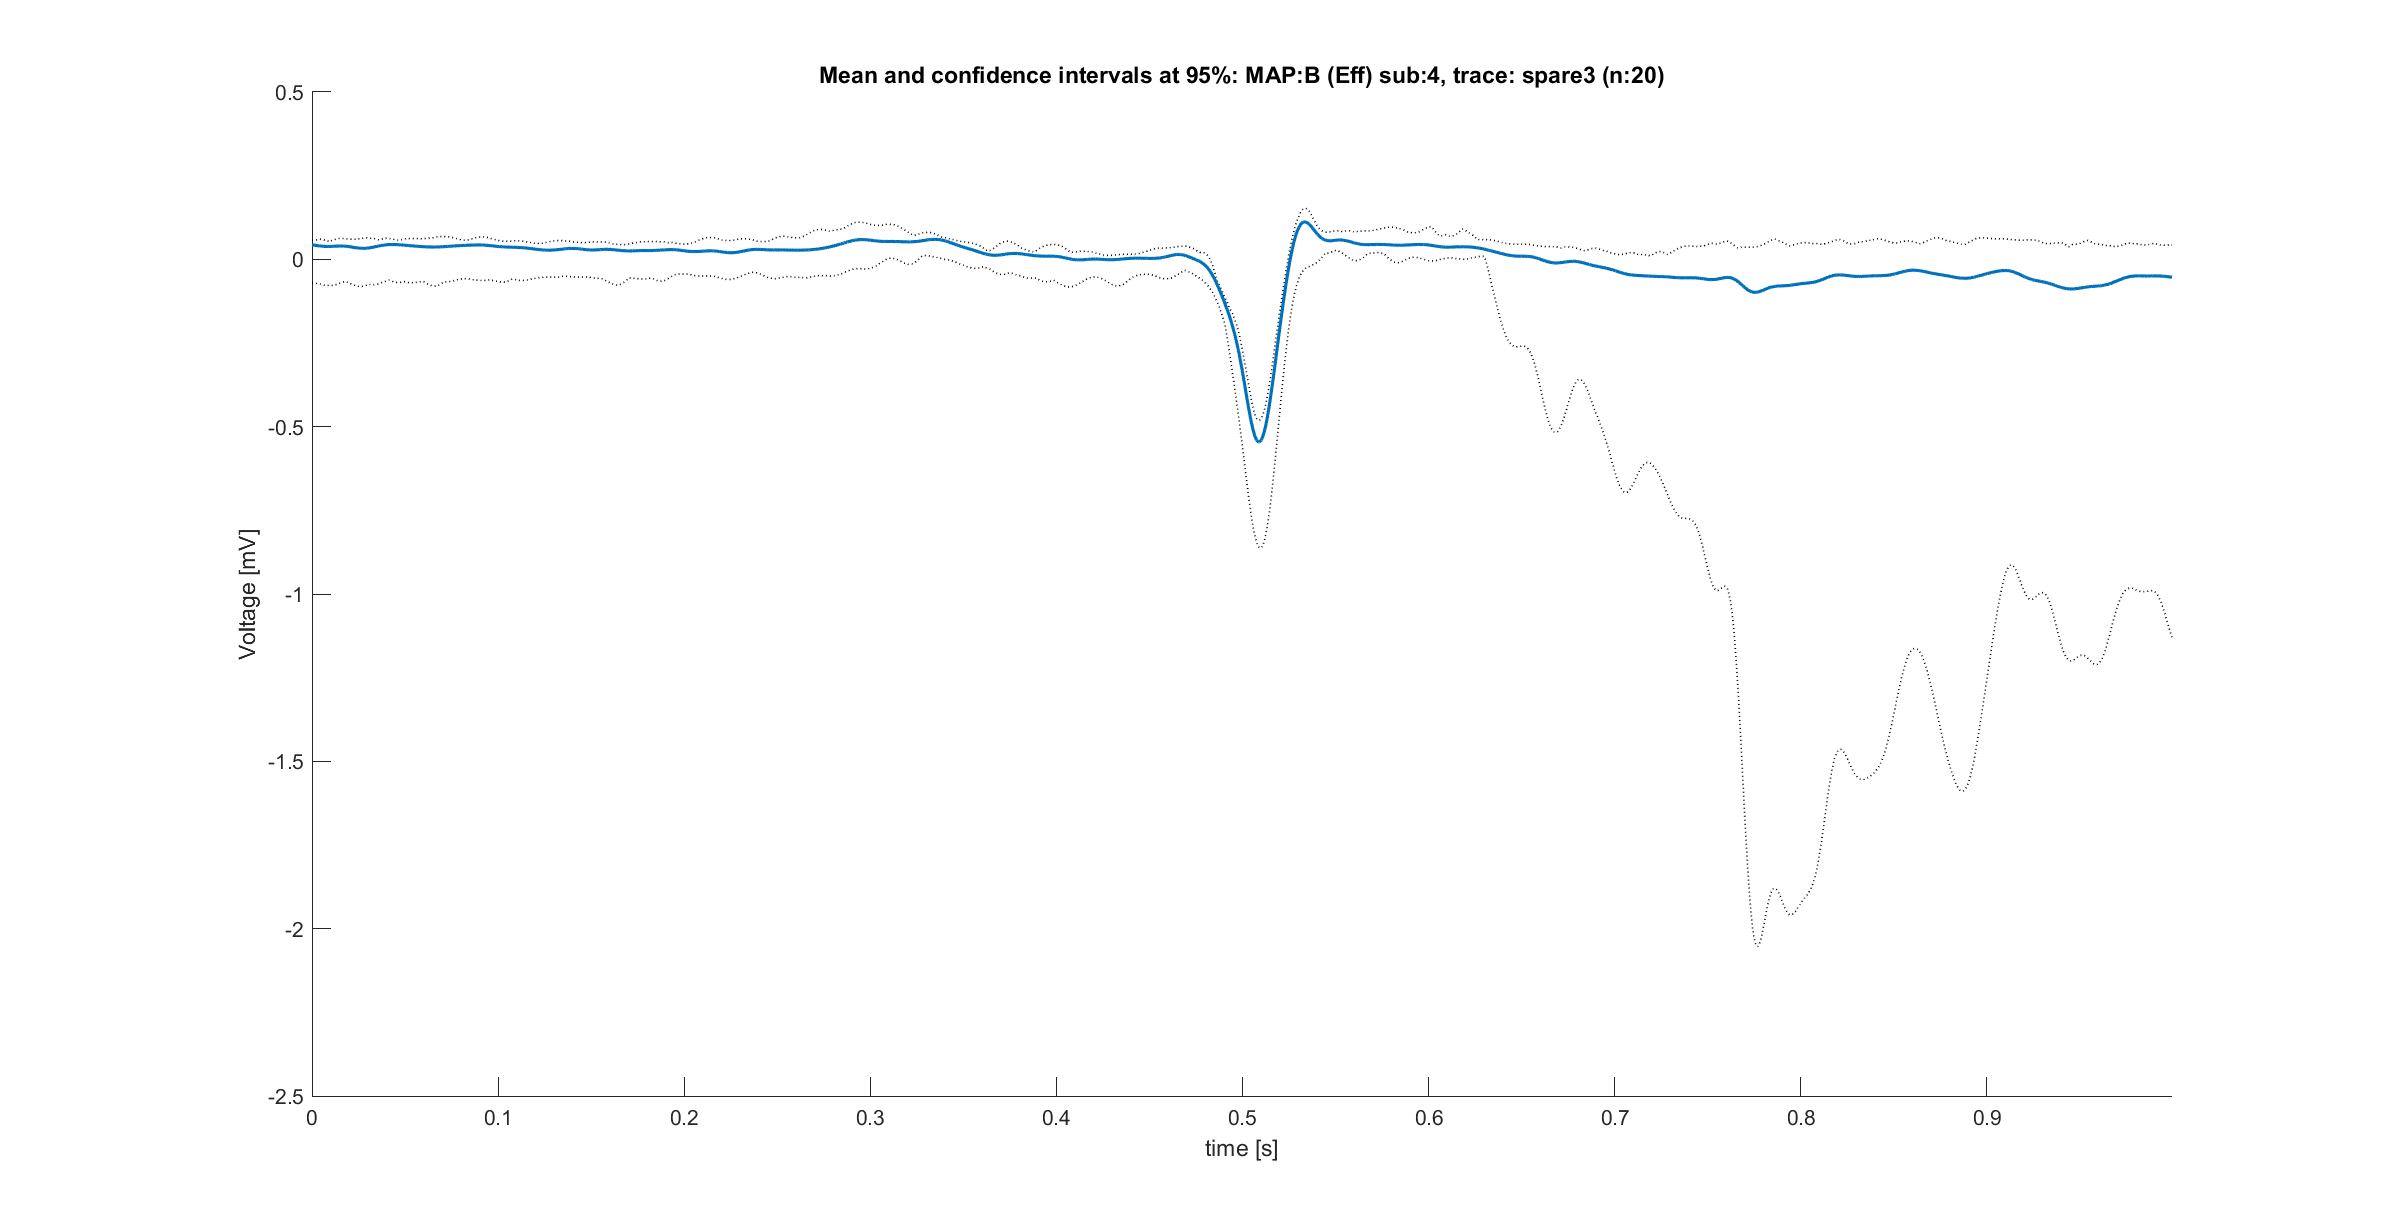 Mean and confidence intervals at 95%: MAP:B (Eff) sub:4, trace: spare3 (n:20)
0.5
0
-0.5
-1
-1.5
-2
-2.5
Voltage [mV]
0 0.1 0.2 0.3 0.4 0.5 0.6 0.7 0.8 0.9
time [s]